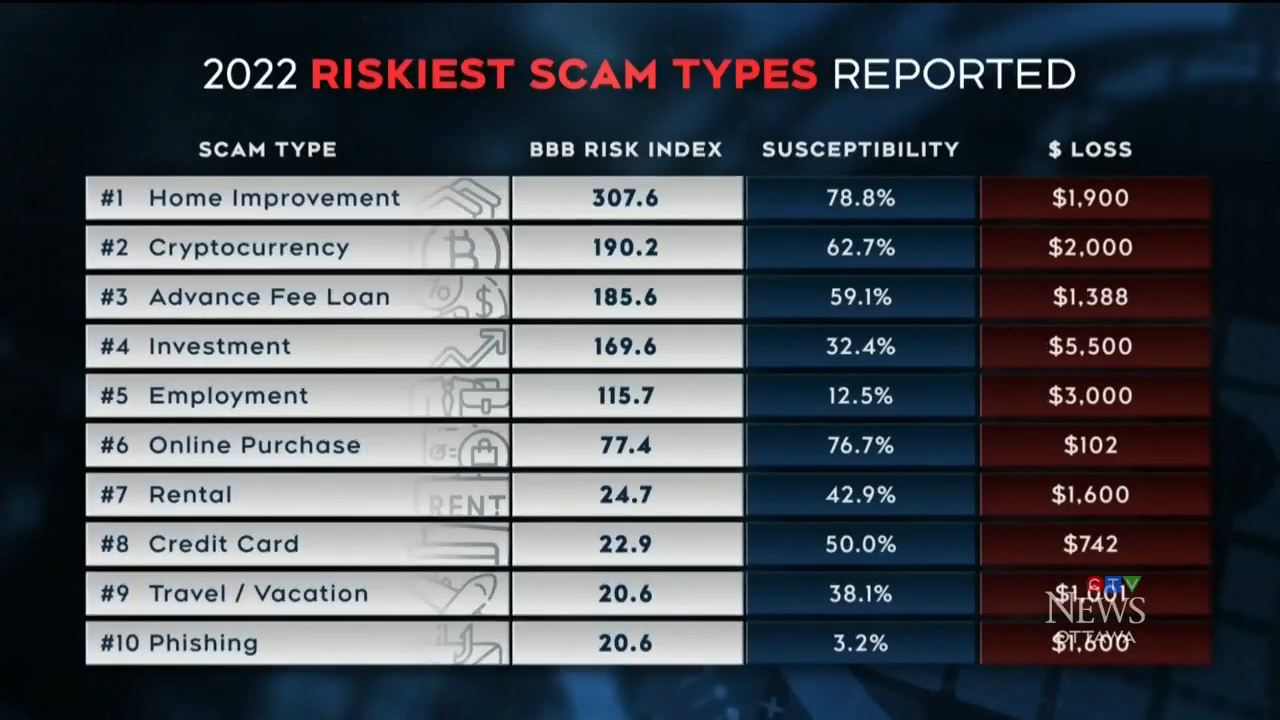 2022 RISKIEST SCAM TYPES REPORTED
SCAM TYPE BBB RISK INDEX SUSCEPTIBILITY $ LOSS
#1 Home Improvement 307.6 78.8% $1,900
#2 Cryptocurrency 190.2 62.7% $2,000
#3 Advance Fee Loan 185.6 59.1% $1,388
#4 Investment 169.6 32.4% $5,500
#5 Employment 115.7 12.5% $3,000
#6 Online Purchase 77.4 76.7% $102
#7 Rental RENT 24.7 42.9% $1,600
#8 Credit Card 22.9 50.0% $742
#9 Travel / Vacation 20.6 38.1%
#10 Phishing 20.6 3.2% $1,600
CTV
NEWS
OTTAWA